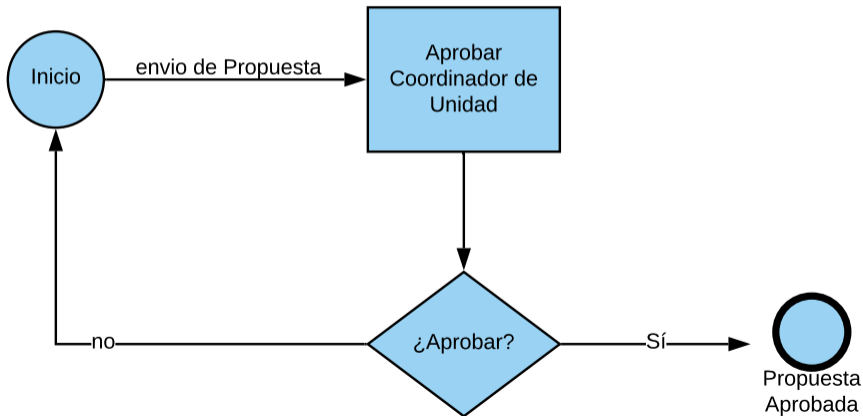 Inicio
envio de Propuesta
Aprobar
Coordinador de
Unidad
no
¿Aprobar?
Sí
Propuesta
Aprobada